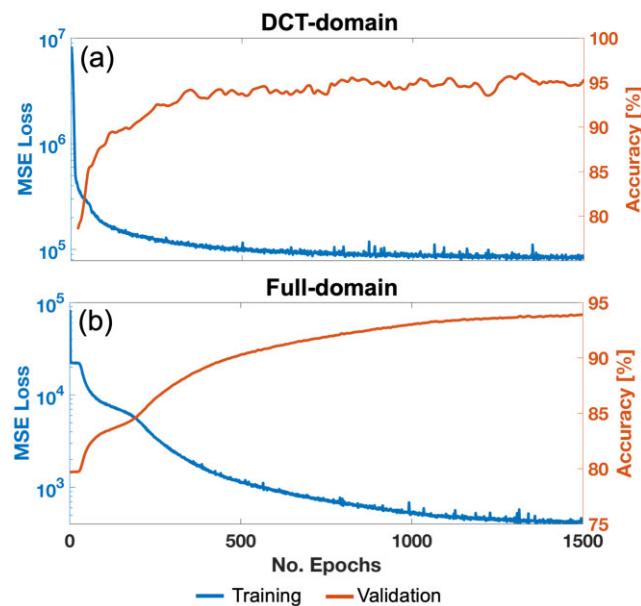 DCT-domain
(a)
MSE Loss
10^7
10^6
10^5
Accuracy [%]
100
95
90
85
80
Full-domain
(b)
MSE Loss
10^5
10^4
10^3
Accuracy [%]
95
90
85
80
75
0 500 1000 1500
No. Epochs
Training Validation